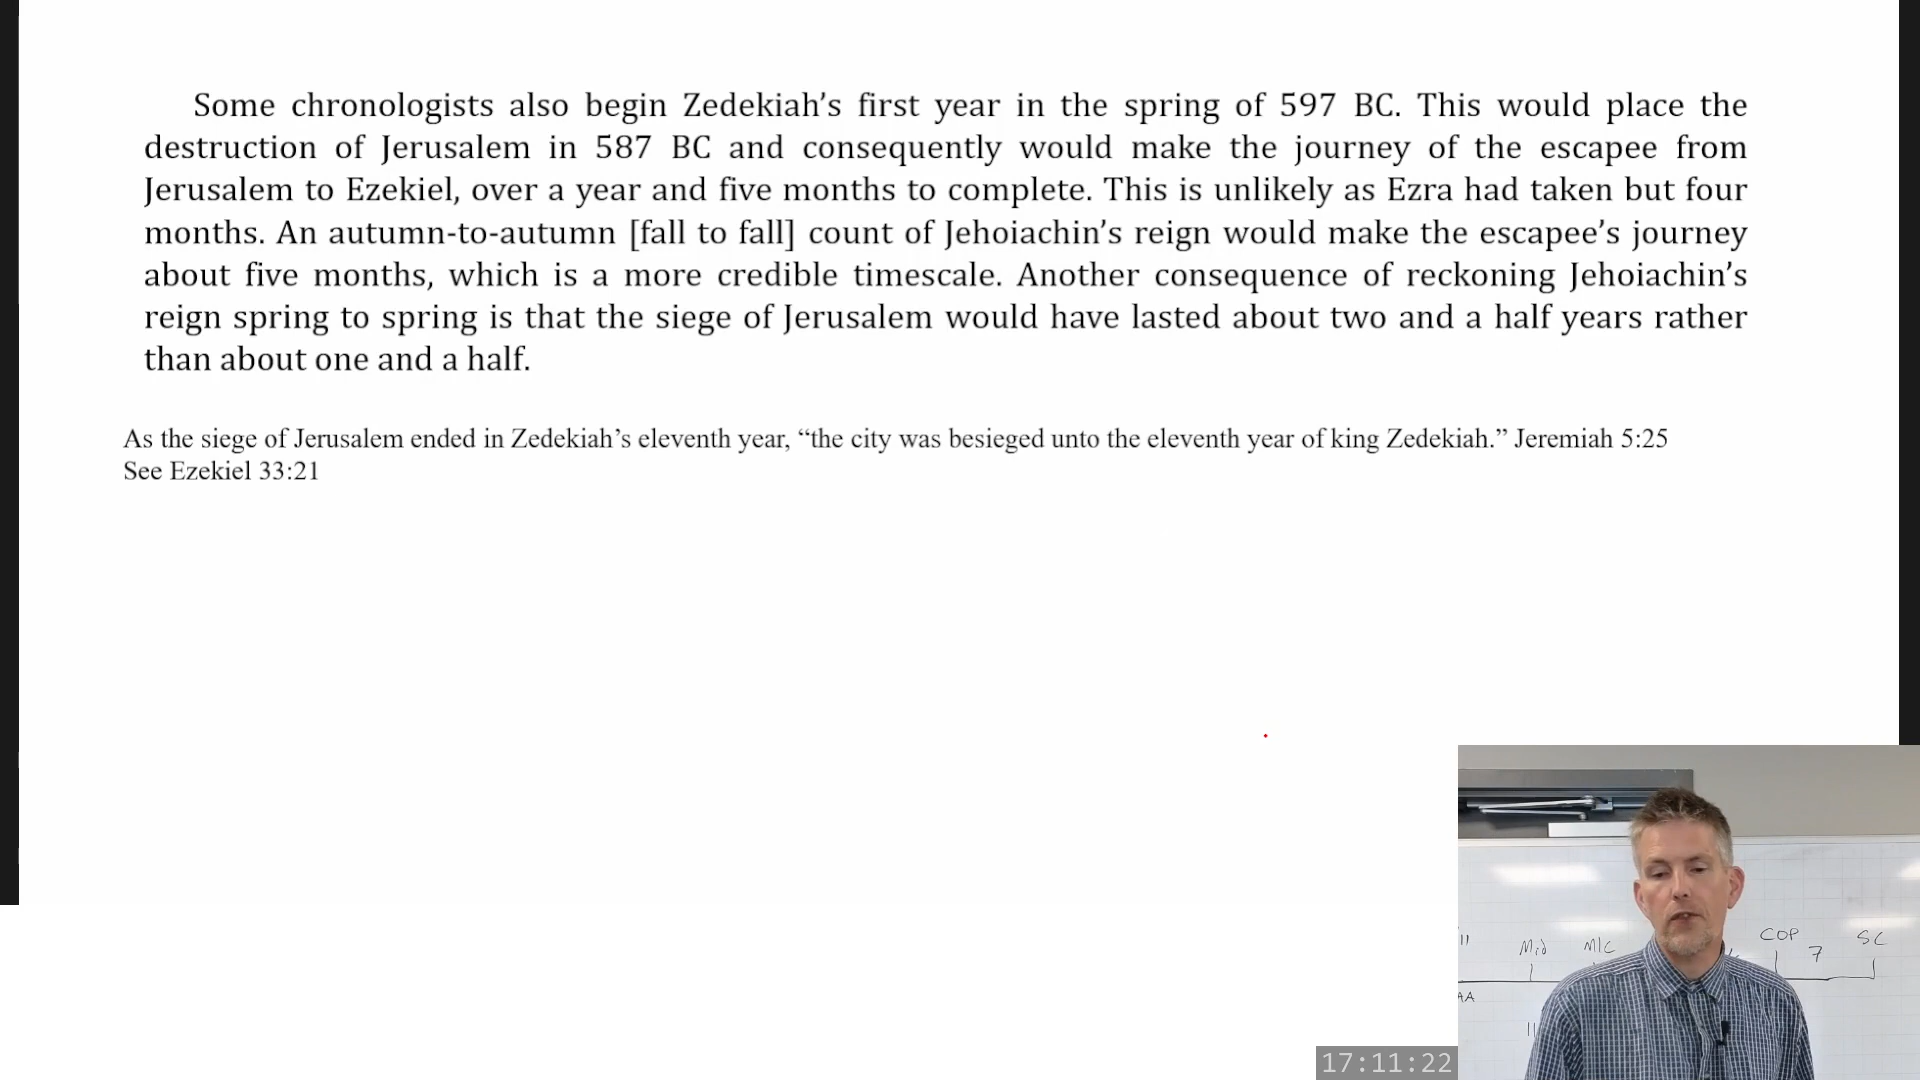 Some chronologists also begin Zedekiah’s first year in the spring of 597 BC. This would place the
destruction of Jerusalem in 587 BC and consequently would make the journey of the escapee from
Jerusalem to Ezekiel, over a year and five months to complete. This is unlikely as Ezra had taken but four
months. An autumn-to-autumn [fall to fall] count of Jehoiachin’s reign would make the escapee’s journey
about five months, which is a more credible timescale. Another consequence of reckoning Jehoiachin’s
reign spring to spring is that the siege of Jerusalem would have lasted about two and a half years rather
than about one and a half.
As the siege of Jerusalem ended in Zedekiah’s eleventh year, “the city was besieged unto the eleventh year of king Zedekiah.” Jeremiah 5:25
See Ezekiel 33:21
11 Mid MLC COP 7 SC
AA
11
17:11:22